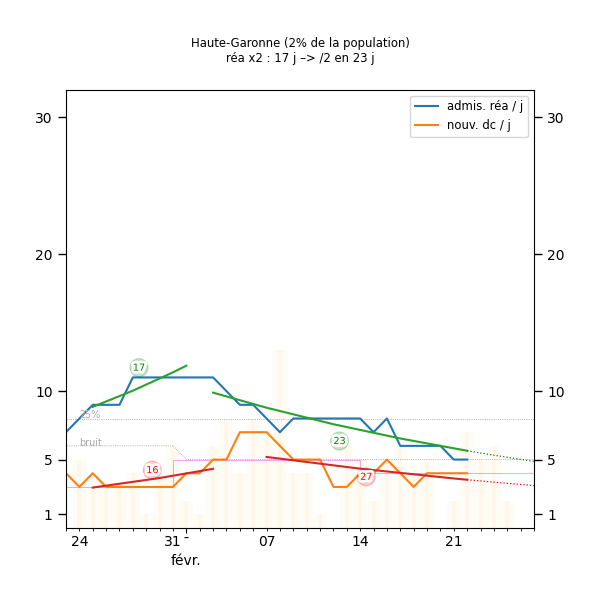 Haute-Garonne (2% de la population)
réa x2 : 17 j –> /2 en 23 j
admis. réa / j
nouv. dc / j
30 30
20 20
17
10 10
25%
bruit 23
16 27
5 5
1 1
24 31 - 07 14 21
févr.